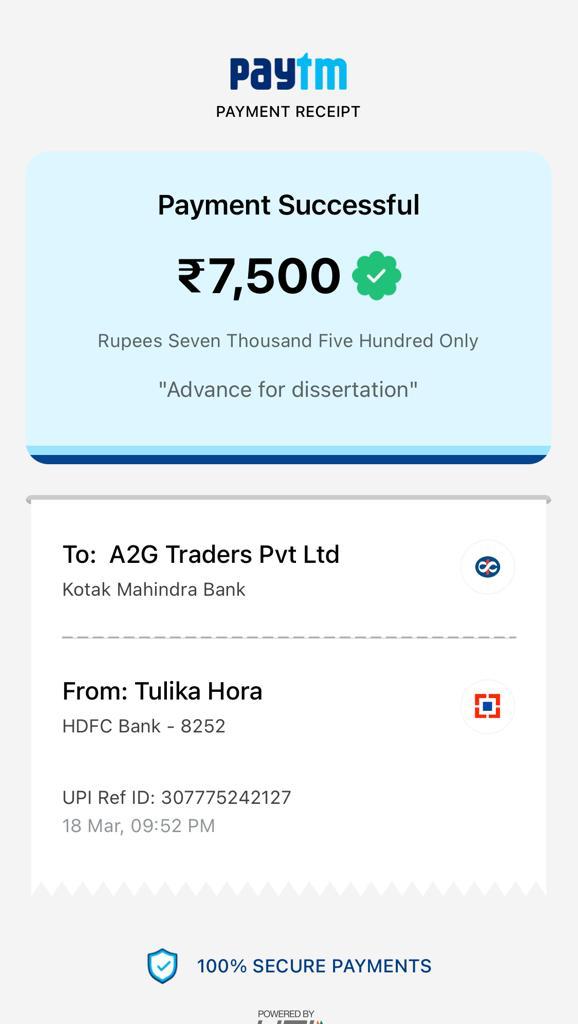 paytm
PAYMENT RECEIPT
Payment Successful
₹7,500
Rupees Seven Thousand Five Hundred Only
"Advance for dissertation"
To: A2G Traders Pvt Ltd
Kotak Mahindra Bank
From: Tulika Hora
HDFC Bank - 8252
UPI Ref ID: 307775242127
18 Mar, 09:52 PM
100% SECURE PAYMENTS
POWERED BY